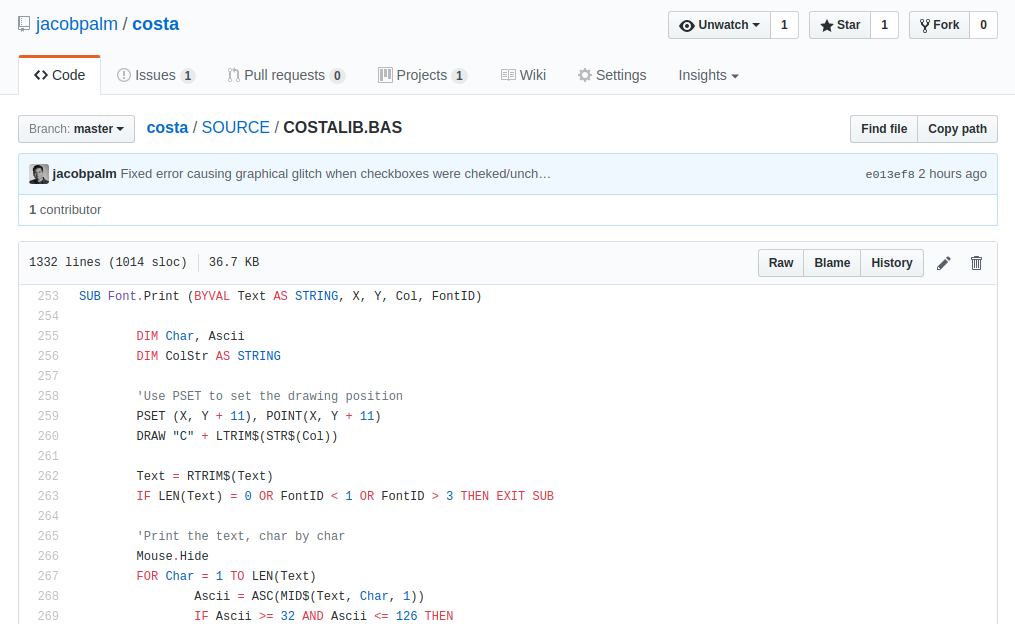 jacobpalm / costa
Unwatch 1 Star 1 Fork 0
Code Issues 1 Pull requests 0 Projects 1 Wiki Settings Insights
Branch: master costa / SOURCE / COSTALIB.BAS Find file Copy path
jacobpalm Fixed error causing graphical glitch when checkboxes were cheked/unch… e013ef8 2 hours ago
1 contributor
1332 lines (1014 sloc) 36.7 KB Raw Blame History
253 SUB Font.Print (BYVAL Text AS STRING, X, Y, Col, FontID)
254
255 DIM Char, Ascii
256 DIM ColStr AS STRING
257
258 'Use PSET to set the drawing position
259 PSET (X, Y + 11), POINT(X, Y + 11)
260 DRAW "C" + LTRIM$(STR$(Col))
261
262 Text = RTRIM$(Text)
263 IF LEN(Text) = 0 OR FontID < 1 OR FontID > 3 THEN EXIT SUB
264
265 'Print the text, char by char
266 Mouse.Hide
267 FOR Char = 1 TO LEN(Text)
268 Ascii = ASC(MID$(Text, Char, 1))
269 IF Ascii >= 32 AND Ascii <= 126 THEN